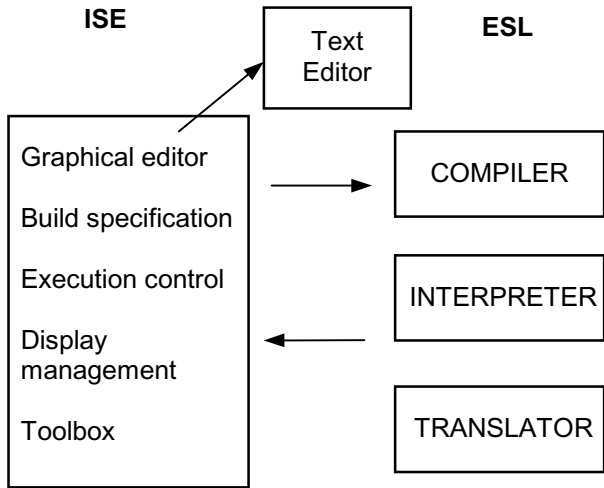 ISE
Text
Editor
ESL
Graphical editor
Build specification
Execution control
Display
management
Toolbox
COMPILER
INTERPRETER
TRANSLATOR